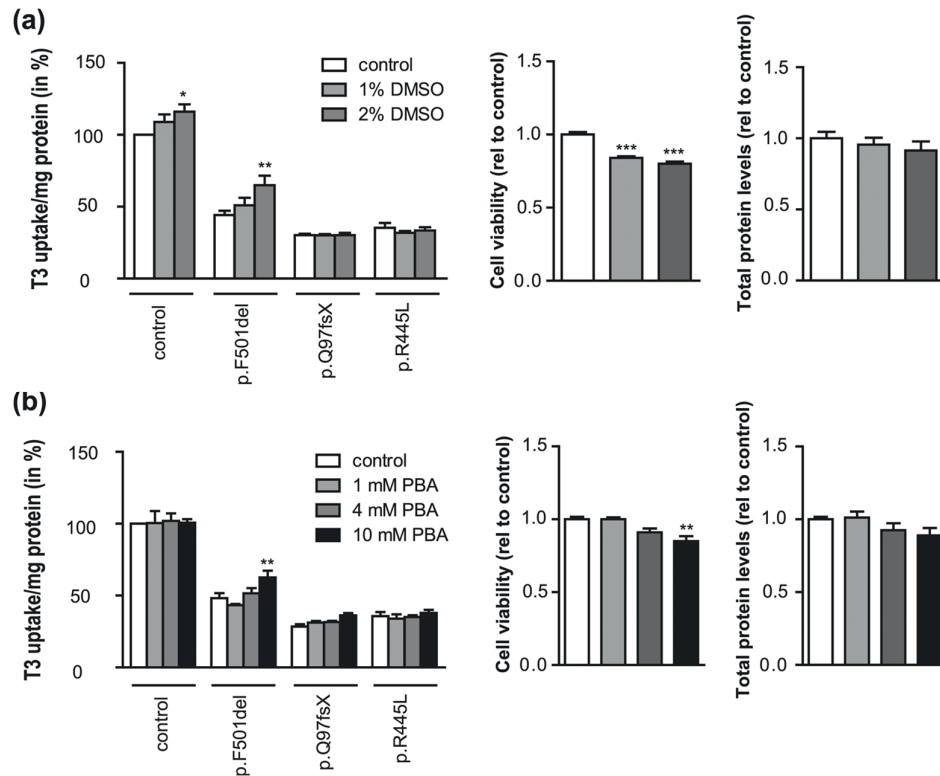 (a)
T3 uptake/mg protein (in %)
150
100
50
0
control
1% DMSO
2% DMSO
*
**
control
p.F501del
p.Q97fsX
p.R445L
Cell viability (rel to control)
1.5
1.0
0.5
0.0
***
***
Total protein levels (rel to control)
1.5
1.0
0.5
0.0
(b)
T3 uptake/mg protein (in %)
150
100
50
0
control
1 mM PBA
4 mM PBA
10 mM PBA
**
control
p.F501del
p.Q97fsX
p.R445L
Cell viability (rel to control)
1.5
1.0
0.5
0.0
**
Total protein levels (rel to control)
1.5
1.0
0.5
0.0